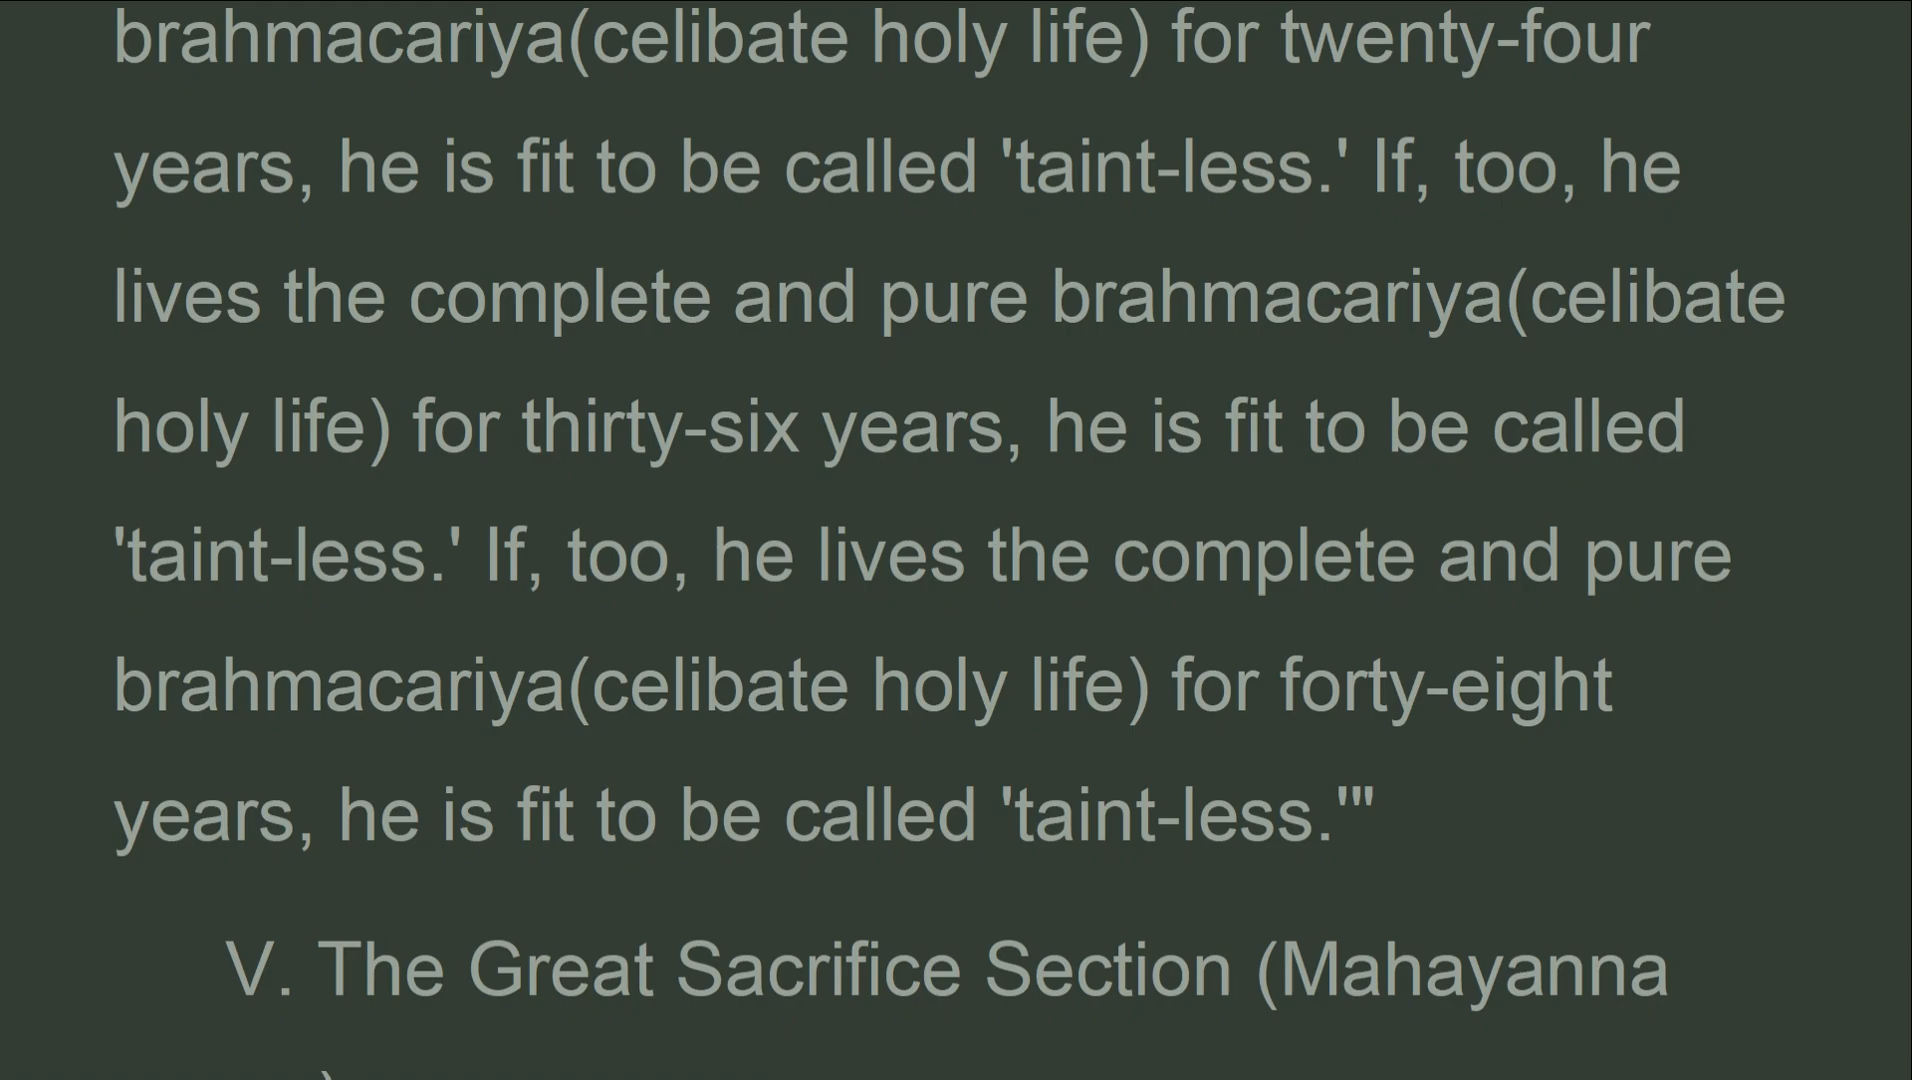 brahmacariya(celibate holy life) for twenty-four
years, he is fit to be called 'taint-less.' If, too, he
lives the complete and pure brahmacariya(celibate
holy life) for thirty-six years, he is fit to be called
'taint-less.' If, too, he lives the complete and pure
brahmacariya(celibate holy life) for forty-eight
years, he is fit to be called 'taint-less.'"
V. The Great Sacrifice Section (Mahayanna